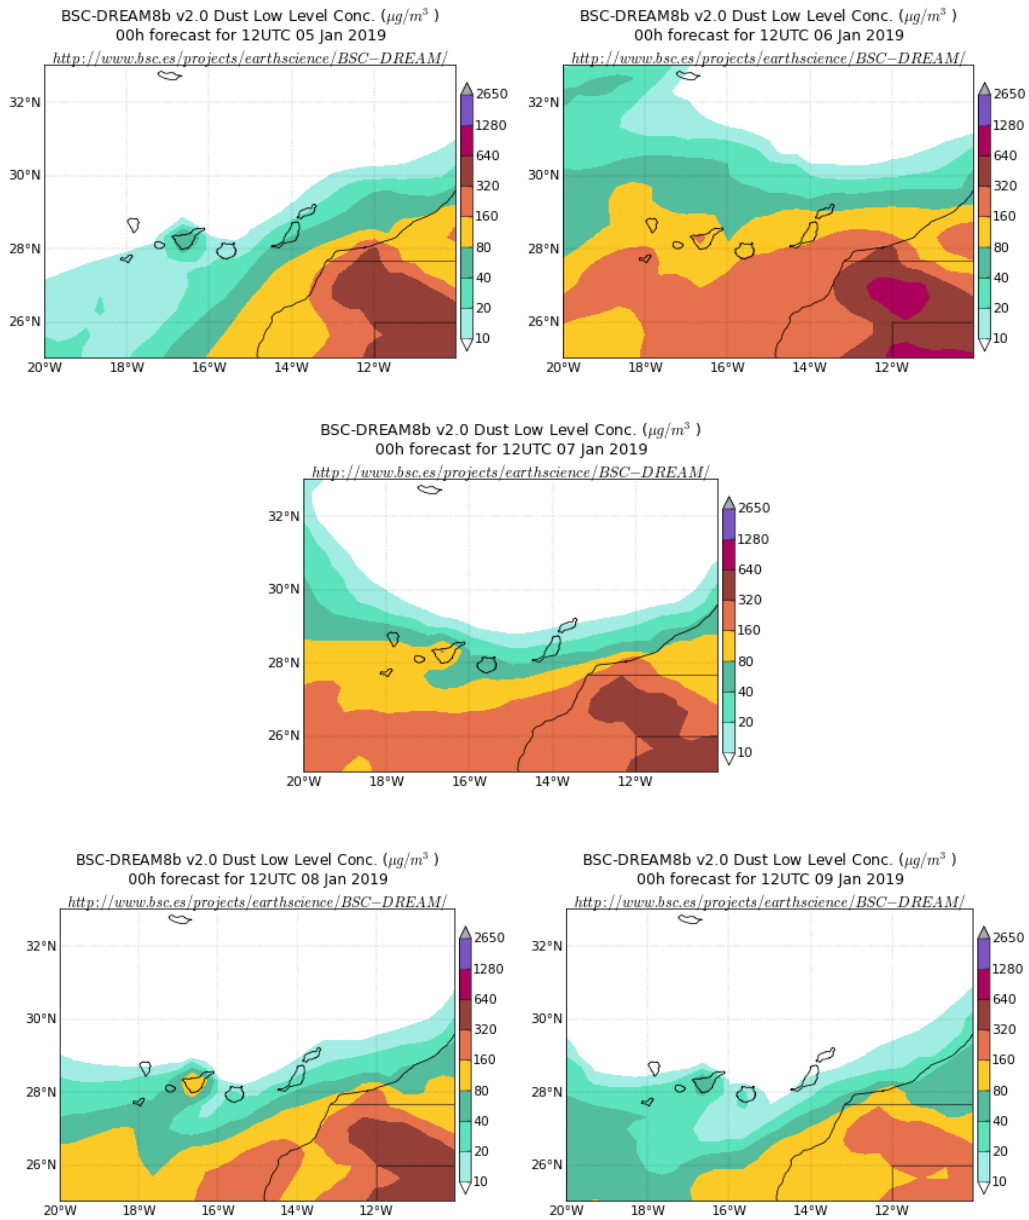 BSC-DREAM8b v2.0 Dust Low Level Conc. (μg/m³ )
00h forecast for 12UTC 05 Jan 2019
http://www.bsc.es/projects/earthscience/BSC−DREAM/
32°N
30°N
28°N
26°N
20°W 18°W 16°W 14°W 12°W
2650
1280
640
320
160
80
40
20
10
BSC-DREAM8b v2.0 Dust Low Level Conc. (μg/m³ )
00h forecast for 12UTC 06 Jan 2019
http://www.bsc.es/projects/earthscience/BSC−DREAM/
32°N
30°N
28°N
26°N
20°W 18°W 16°W 14°W 12°W
2650
1280
640
320
160
80
40
20
10
BSC-DREAM8b v2.0 Dust Low Level Conc. (μg/m³ )
00h forecast for 12UTC 07 Jan 2019
http://www.bsc.es/projects/earthscience/BSC−DREAM/
32°N
30°N
28°N
26°N
20°W 18°W 16°W 14°W 12°W
2650
1280
640
320
160
80
40
20
10
BSC-DREAM8b v2.0 Dust Low Level Conc. (μg/m³ )
00h forecast for 12UTC 08 Jan 2019
http://www.bsc.es/projects/earthscience/BSC−DREAM/
32°N
30°N
28°N
26°N
20°W 18°W 16°W 14°W 12°W
2650
1280
640
320
160
80
40
20
10
BSC-DREAM8b v2.0 Dust Low Level Conc. (μg/m³ )
00h forecast for 12UTC 09 Jan 2019
http://www.bsc.es/projects/earthscience/BSC−DREAM/
32°N
30°N
28°N
26°N
20°W 18°W 16°W 14°W 12°W
2650
1280
640
320
160
80
40
20
10